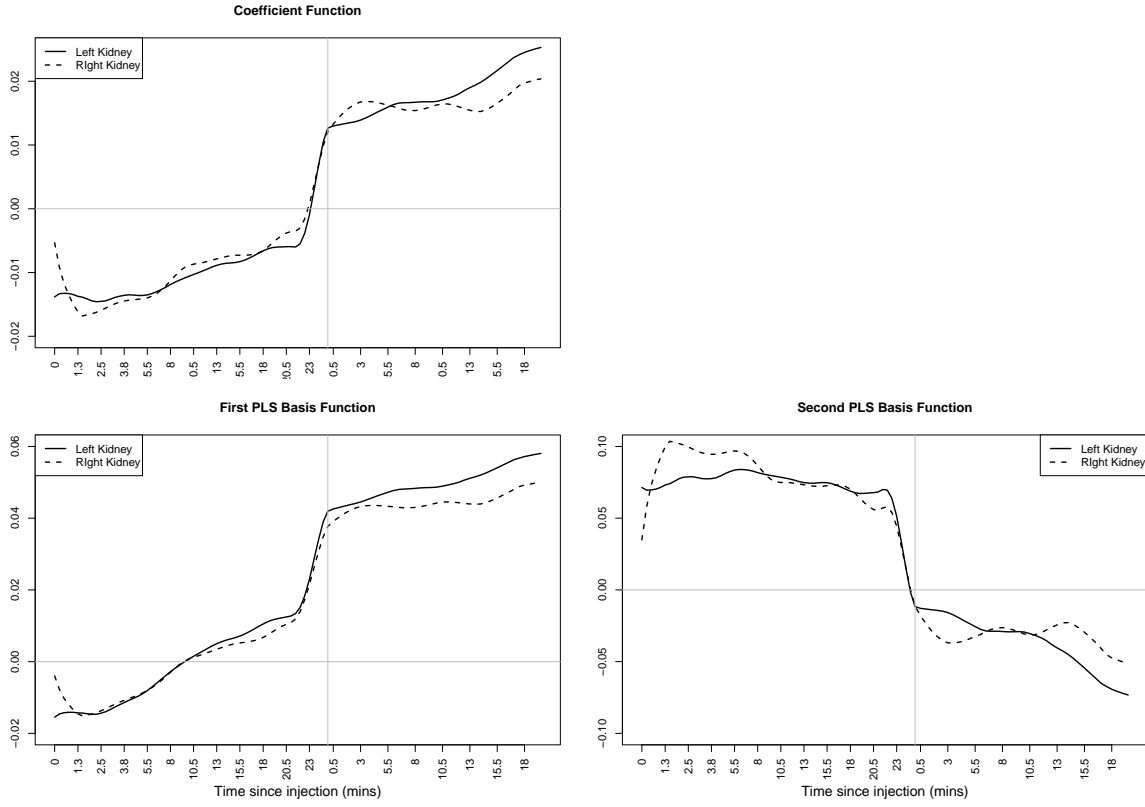 Coefficient Function
Left Kidney
RIght Kidney
0.02
0.01
0.00
−0.01
−0.02
0 1.3 2.5 3.8 5.5 8 10.5 13 15.5 18 20.5 23 0.5 3 5.5 8 10.5 13 5.5 18
First PLS Basis Function
Left Kidney
RIght Kidney
0.06
0.04
0.02
0.00
−0.02
0 1.3 2.5 3.8 5.5 8 10.5 13 15.5 18 20.5 23 0.5 3 5.5 8 10.5 13 15.5 18
Time since injection (mins)
Second PLS Basis Function
Left Kidney
RIght Kidney
0.10
0.05
0.00
−0.05
−0.10
0 1.3 2.5 3.8 5.5 8 10.5 13 15.5 18 20.5 23 0.5 3 5.5 8 10.5 13 15.5 18
Time since injection (mins)